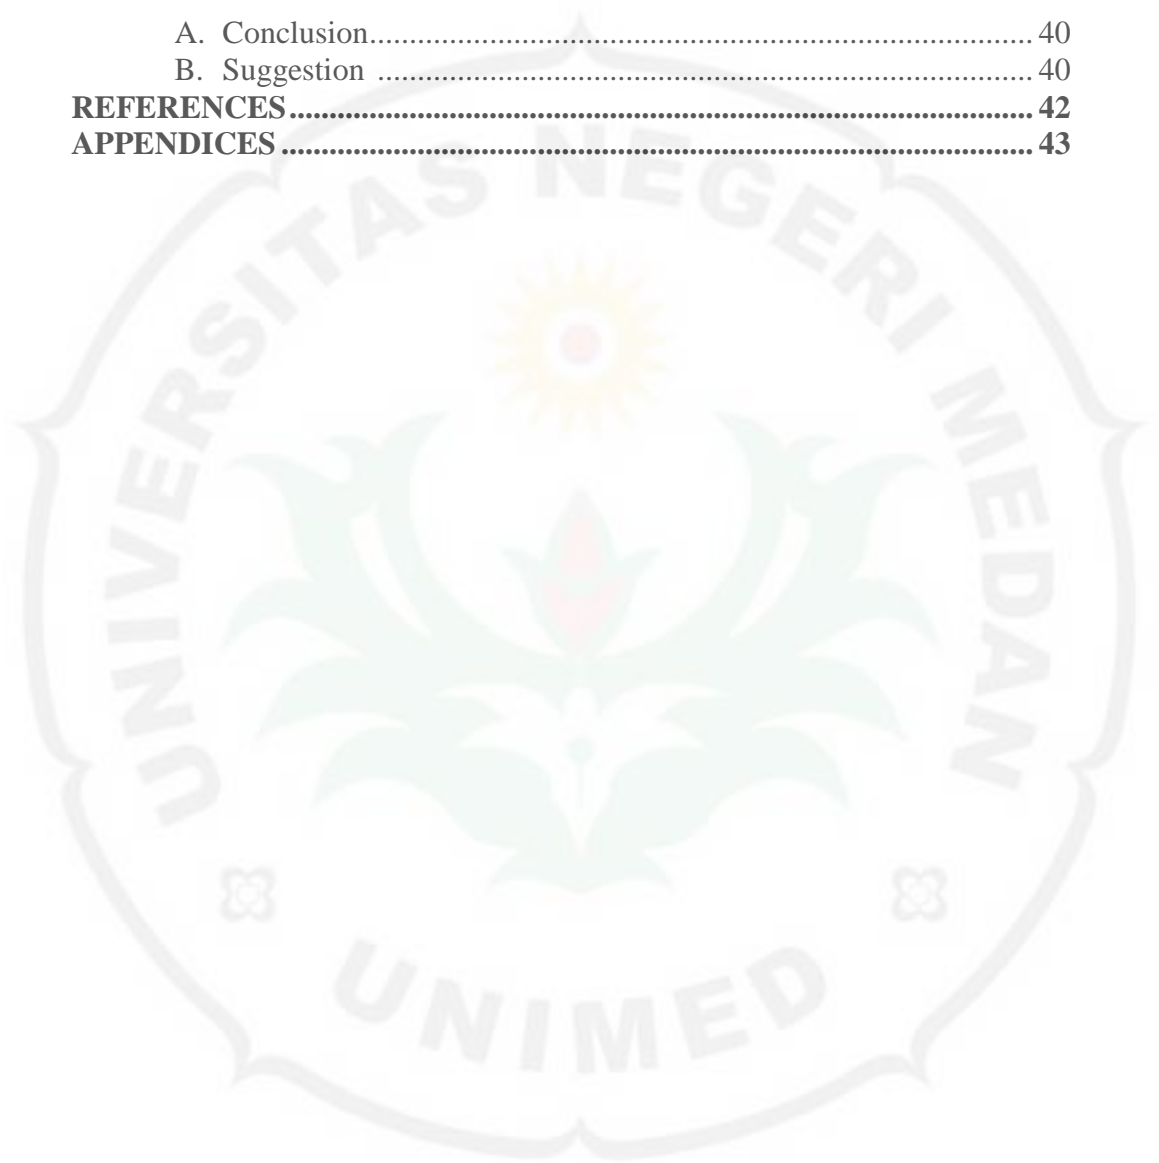 A. Conclusion.................................................................................. 40
B. Suggestion ................................................................................. 40
REFERENCES........................................................................................... 42
APPENDICES ............................................................................................ 43
UNIVERSITAS NEGERI MEDAN
UNIMED